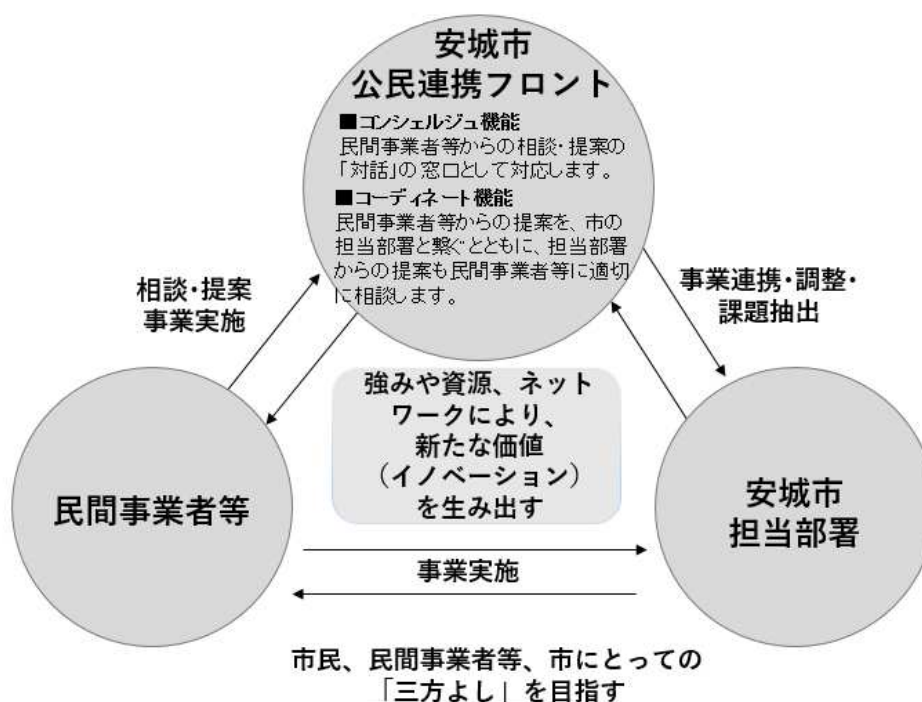 安城市
公民連携フロント
■コンシェルジュ機能
民間事業者等からの相談・提案の
「対話」の窓口として対応します。
■コーディネート機能
民間事業者等からの提案を、市の
担当部署と繋ぐとともに、担当部署
からの提案も民間事業者等に適切
に相談します。
相談・提案
事業実施
事業連携・調整・
課題抽出
強みや資源、ネット
ワークにより、
新たな価値
（イノベーション）
を生み出す
民間事業者等
安城市
担当部署
事業実施
市民、民間事業者等、市にとっての
「三方よし」を目指す